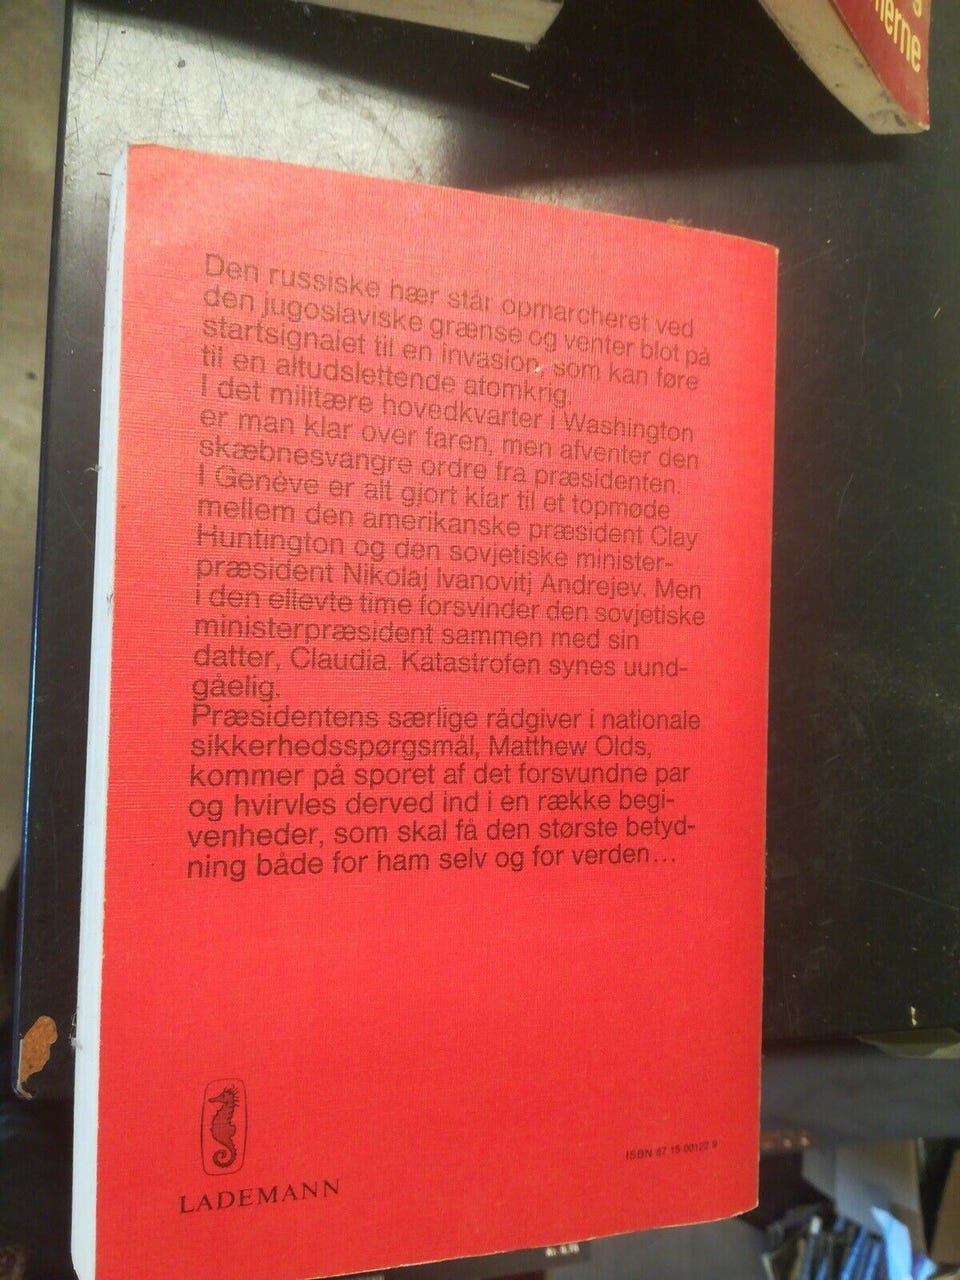 erne
Den russiske hær står opmarcheret ved
den jugoslaviske grænse og venter blot på
startsignalet til en invasion, som kan føre
til en altudslettende atomkrig.
I det militære hovedkvarter i Washington
er man klar over faren, men afventer den
skæbnesvangre ordre fra præsidenten.
I Genève er alt gjort klar til et topmøde
mellem den amerikanske præsident Clay
Huntington og den sovjetiske minister-
præsident Nikolaj Ivanovitj Andrejev. Men
i den ellevte time forsvinder den sovjetiske
ministerpræsident sammen med sin
datter, Claudia. Katastrofen synes uund-
gåelig.
Præsidentens særlige rådgiver i nationale
sikkerhedsspørgsmål, Matthew Olds,
kommer på sporet af det forsvundne par
og hvirvles derved ind i en række begi-
venheder, som skal få den største betyd-
ning både for ham selv og for verden...
ISBN 87 15 00122 9
LADEMANN